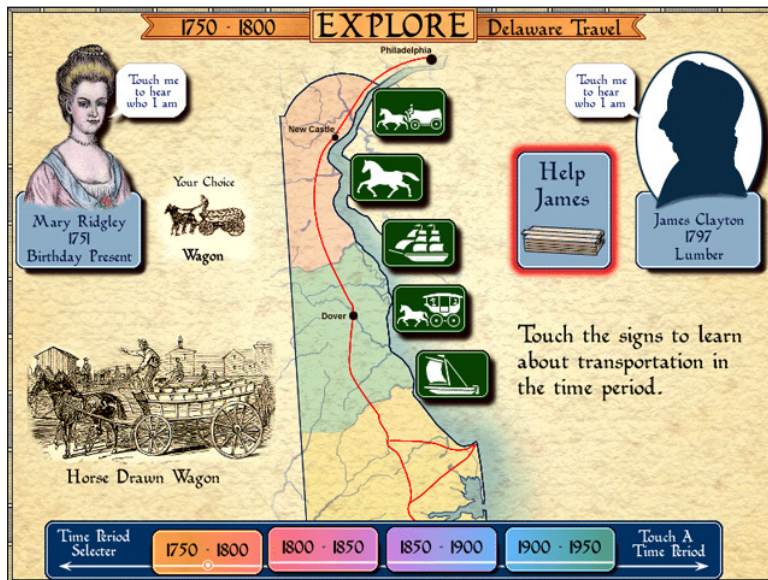 1750 - 1800
EXPLORE
Delaware Travel
Philadelphia
Touch me
to hear
who I am
Touch me
to hear
who I am
New Castle
Help
James
Your Choice
Wagon
Mary Ridgley
1751
Birthday Present
James Clayton
1797
Lumber
Dover
Touch the signs to learn
about transportation in
the time period.
Horse Drawn Wagon
Time Period
Selecter
1750 - 1800
1800 - 1850
1850 - 1900
1900 - 1950
Touch A
Time Period